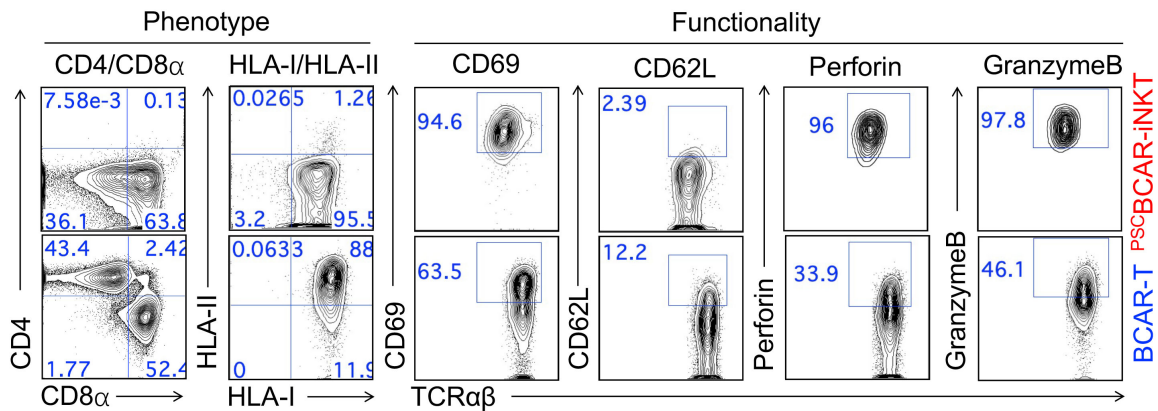 Phenotype
Functionality
CD4/CD8α
HLA-I/HLA-II
CD69
CD62L
Perforin
GranzymeB
7.58e-3
0.13
36.1
63.8
0.0265
1.26
3.2
95.5
94.6
2.39
96
97.8
PSCBCAR-iNKT
43.4
2.42
1.77
52.4
0.0633
88
0
11.9
63.5
12.2
33.9
46.1
BCAR-T
CD4
HLA-II
CD69
CD62L
Perforin
GranzymeB
CD8α
HLA-I
TCRαβ